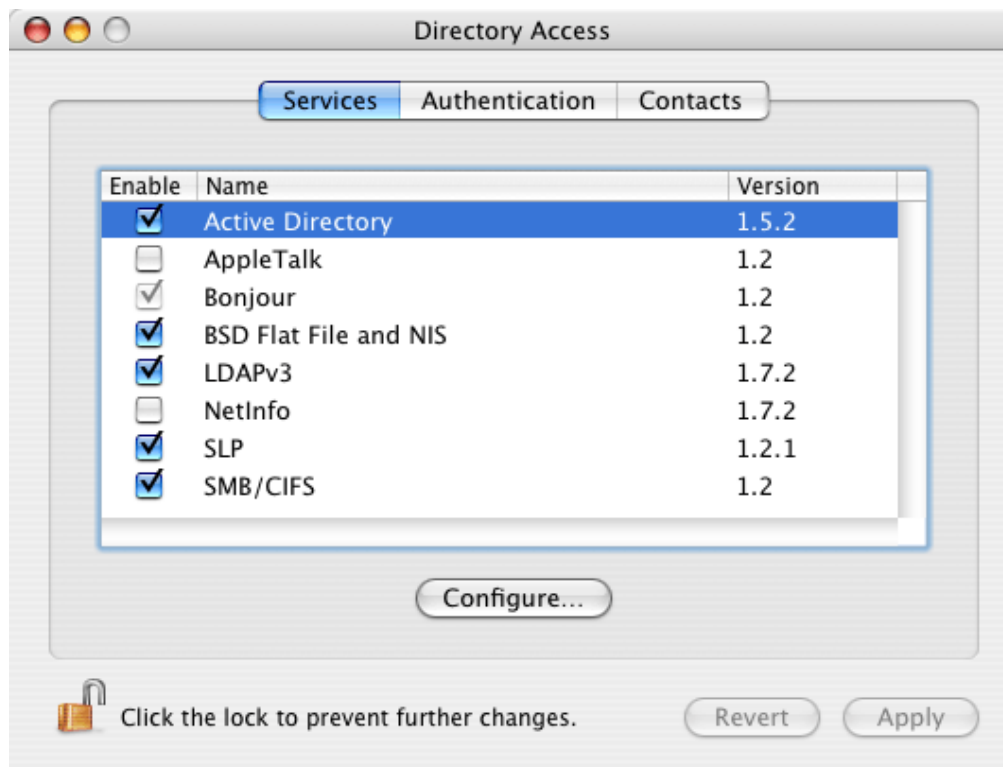 Directory Access
Services Authentication Contacts
Enable Name Version
Active Directory 1.5.2
AppleTalk 1.2
Bonjour 1.2
BSD Flat File and NIS 1.2
LDAPv3 1.7.2
NetInfo 1.7.2
SLP 1.2.1
SMB/CIFS 1.2
Configure...
Click the lock to prevent further changes. Revert Apply